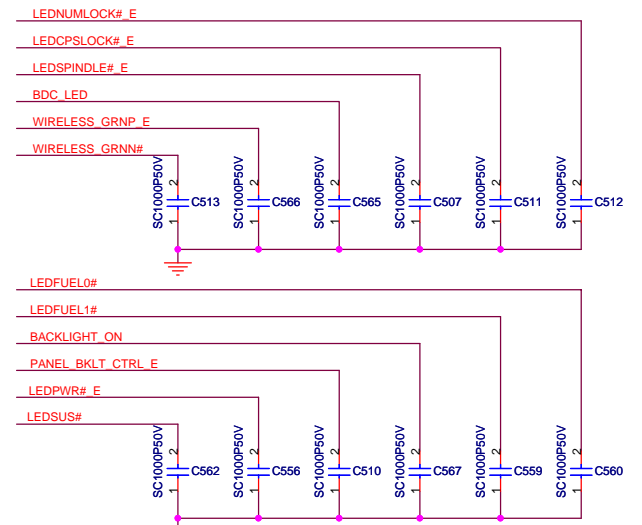 LEDNUMLOCK#_E
LEDCPSLOCK#_E
LEDSPINDLE#_E
BDC_LED
WIRELESS_GRNP_E
WIRELESS_GRNN#
SC1000P50V 2 1 C513
SC1000P50V 2 1 C566
SC1000P50V 2 1 C565
SC1000P50V 2 1 C507
SC1000P50V 2 1 C511
SC1000P50V 2 1 C512
LEDFUEL0#
LEDFUEL1#
BACKLIGHT_ON
PANEL_BKLT_CTRL_E
LEDPWR#_E
LEDSUS#
SC1000P50V 2 1 C562
SC1000P50V 2 1 C556
SC1000P50V 2 1 C510
SC1000P50V 2 1 C567
SC1000P50V 2 1 C559
SC1000P50V 2 1 C560